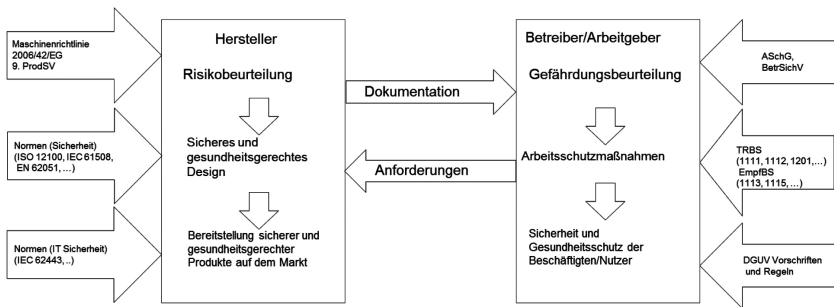 Maschinenrichtlinie
2006/42/EG
9. ProdSV
Normen (Sicherheit)
(ISO 12100, IEC 61508,
EN 62051, …)
Normen (IT Sicherheit)
(IEC 62443, ..)
Hersteller
Risikobeurteilung
Sicheres und
gesundheitsgerechtes
Design
Bereitstellung sicherer und
gesundheitsgerechter
Produkte auf dem Markt
Dokumentation
Anforderungen
Betreiber/Arbeitgeber
Gefährdungsbeurteilung
Arbeitsschutzmaßnahmen
Sicherheit und
Gesundheitsschutz der
Beschäftigten/Nutzer
ASchG,
BetrSichV
TRBS
(1111, 1112, 1201,…)
EmpfBS
(1113, 1115, …)
DGUV Vorschriften
und Regeln